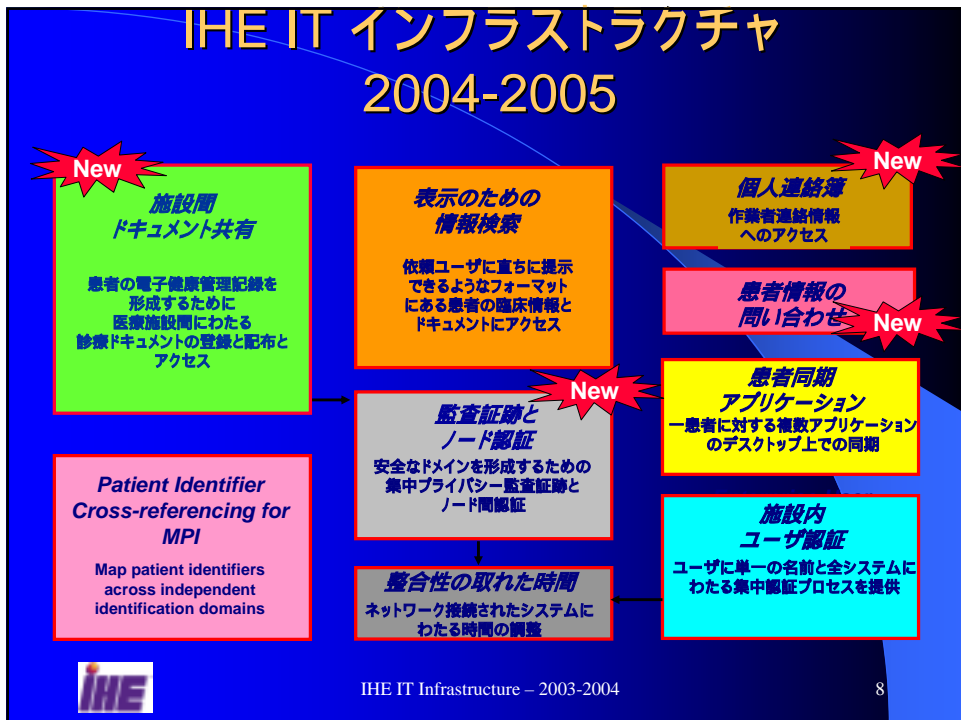 IHE IT インフラストラクチャ
2004-2005
New
施設間
ドキュメント共有
患者の電子健康管理記録を
形成するために
医療施設間にわたる
診療ドキュメントの登録と配布と
アクセス
表示のための
情報検索
依頼ユーザに直ちに提示
できるようなフォーマット
にある患者の臨床情報と
ドキュメントにアクセス
New
個人連絡簿
作業者連絡情報
へのアクセス
患者情報の
問い合わせ
New
患者同期
アプリケーション
一患者に対する複数アプリケーション
のデスクトップ上での同期
New
監査証跡と
ノード認証
安全なドメインを形成するための
集中プライバシー監査証跡と
ノード間認証
Patient Identifier
Cross-referencing for
MPI
Map patient identifiers
across independent
identification domains
整合性の取れた時間
ネットワーク接続されたシステムに
わたる時間の調整
施設内
ユーザ認証
ユーザに単一の名前と全システムに
わたる集中認証プロセスを提供
IHE
IHE IT Infrastructure – 2003-2004
8